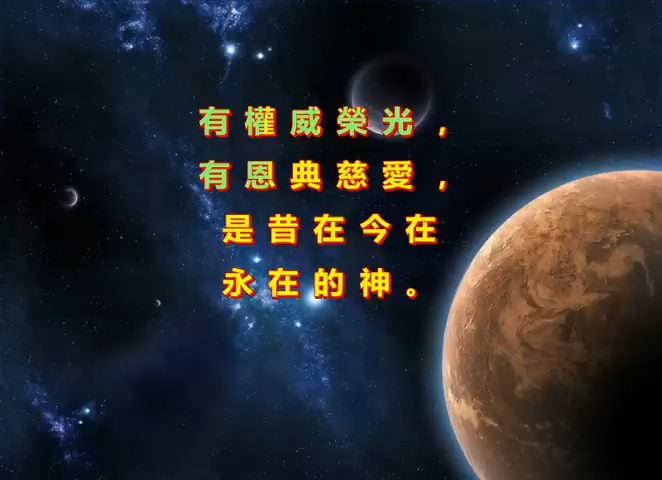 有權威榮光，
有恩典慈愛，
是昔在今在
永在的神。